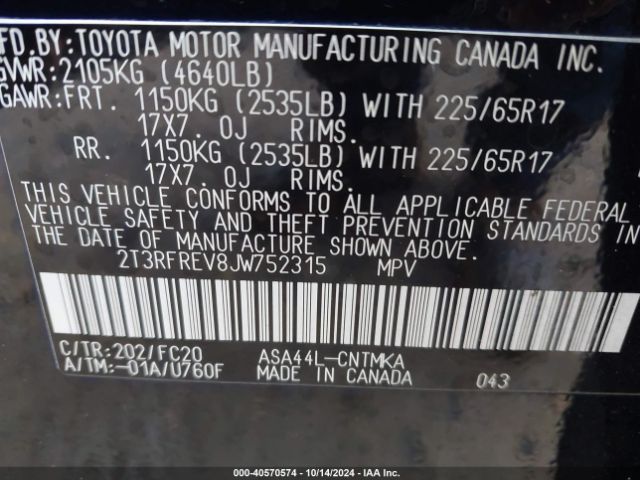 FD.BY:TOYOTA MOTOR MANUFACTURING CANADA INC.
GVWR:2105KG (4640LB)
GAWR:FRT. 1150KG (2535LB) WITH 225/65R17
17X7. 0J RIMS.
RR. 1150KG (2535LB) WITH 225/65R17
17X7. 0J RIMS.
THIS VEHICLE CONFORMS TO ALL APPLICABLE FEDERAL
VEHICLE SAFETY AND THEFT PREVENTION STANDARDS IN
THE DATE OF MANUFACTURE SHOWN ABOVE.
2T3RFREV8JW752315 MPV
C/TR:202/FC20 ASA44L-CNTMKA
A/TM:-01A/U760F MADE IN CANADA 043
000-40570574 | 10/14/2024 | IAA Inc.